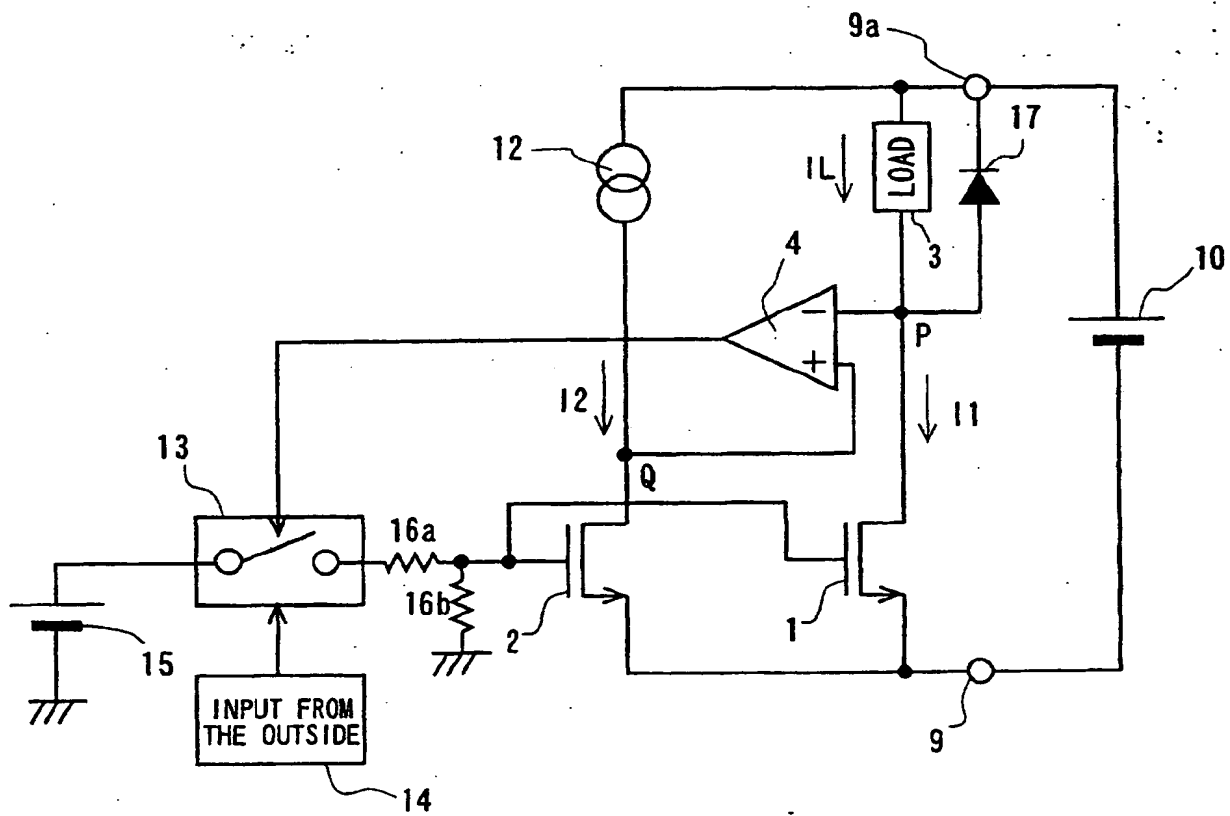 9a
17
12
IL
LOAD
3
4
10
−
P
+
I2
I1
13
Q
16a
16b
2
1
15
INPUT FROM
THE OUTSIDE
9
14